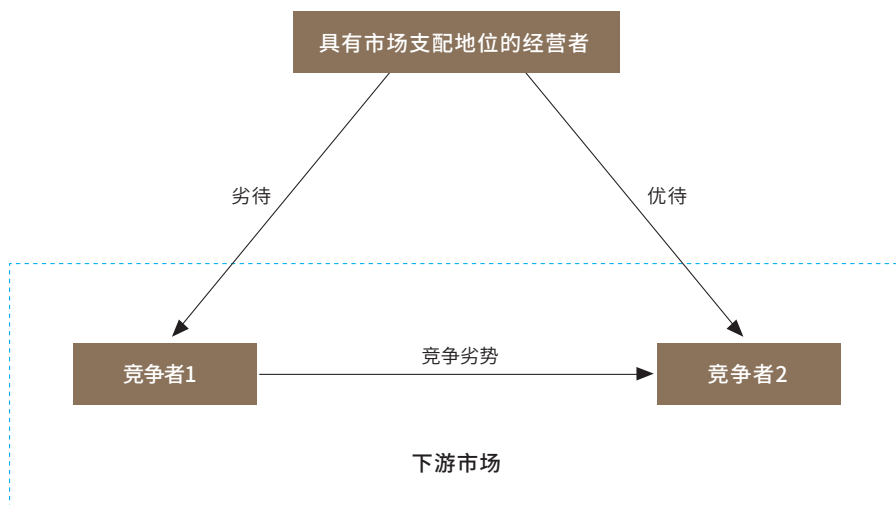 具有市场支配地位的经营者
劣待
优待
竞争劣势
竞争者1
竞争者2
下游市场